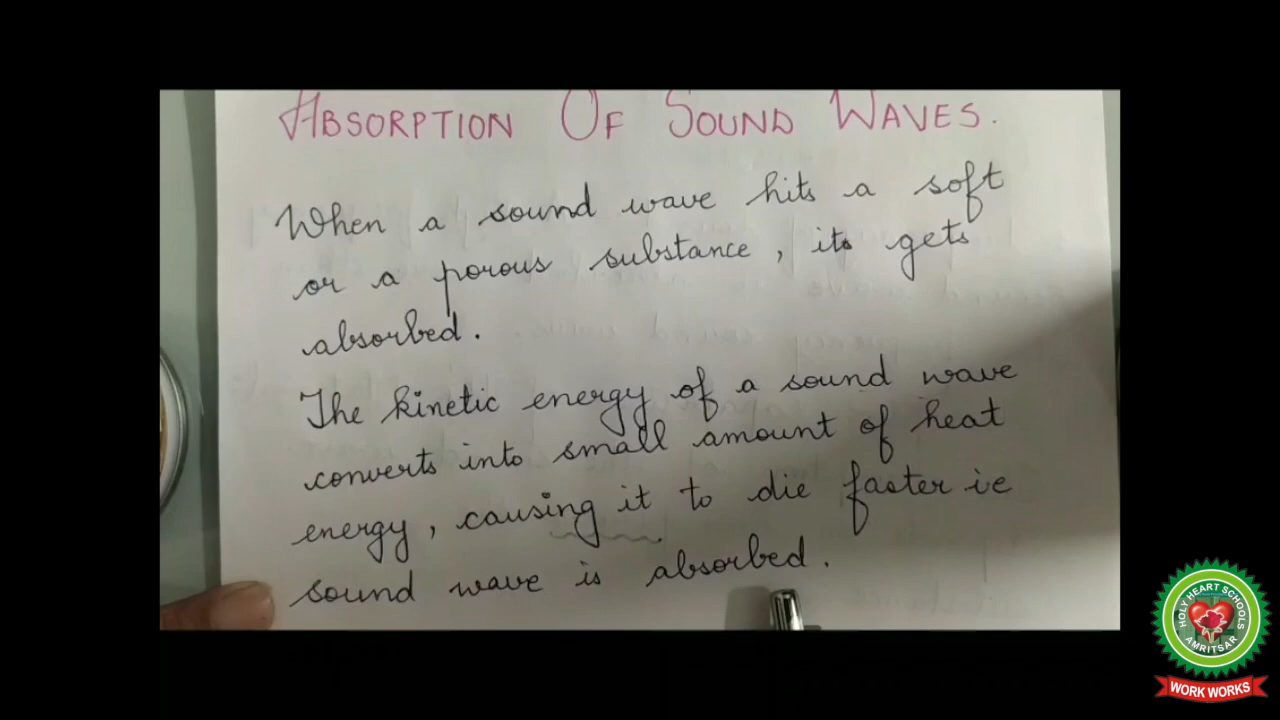 ABSORPTION OF SOUND WAVES.
When a sound wave hits a soft
or a porous substance, its gets
absorbed.
The kinetic energy of a sound wave
converts into small amount of heat
energy, causing it to die faster ie
sound wave is absorbed.
HOLY HEART SCHOOLS
AMRITSAR
WORK WORKS